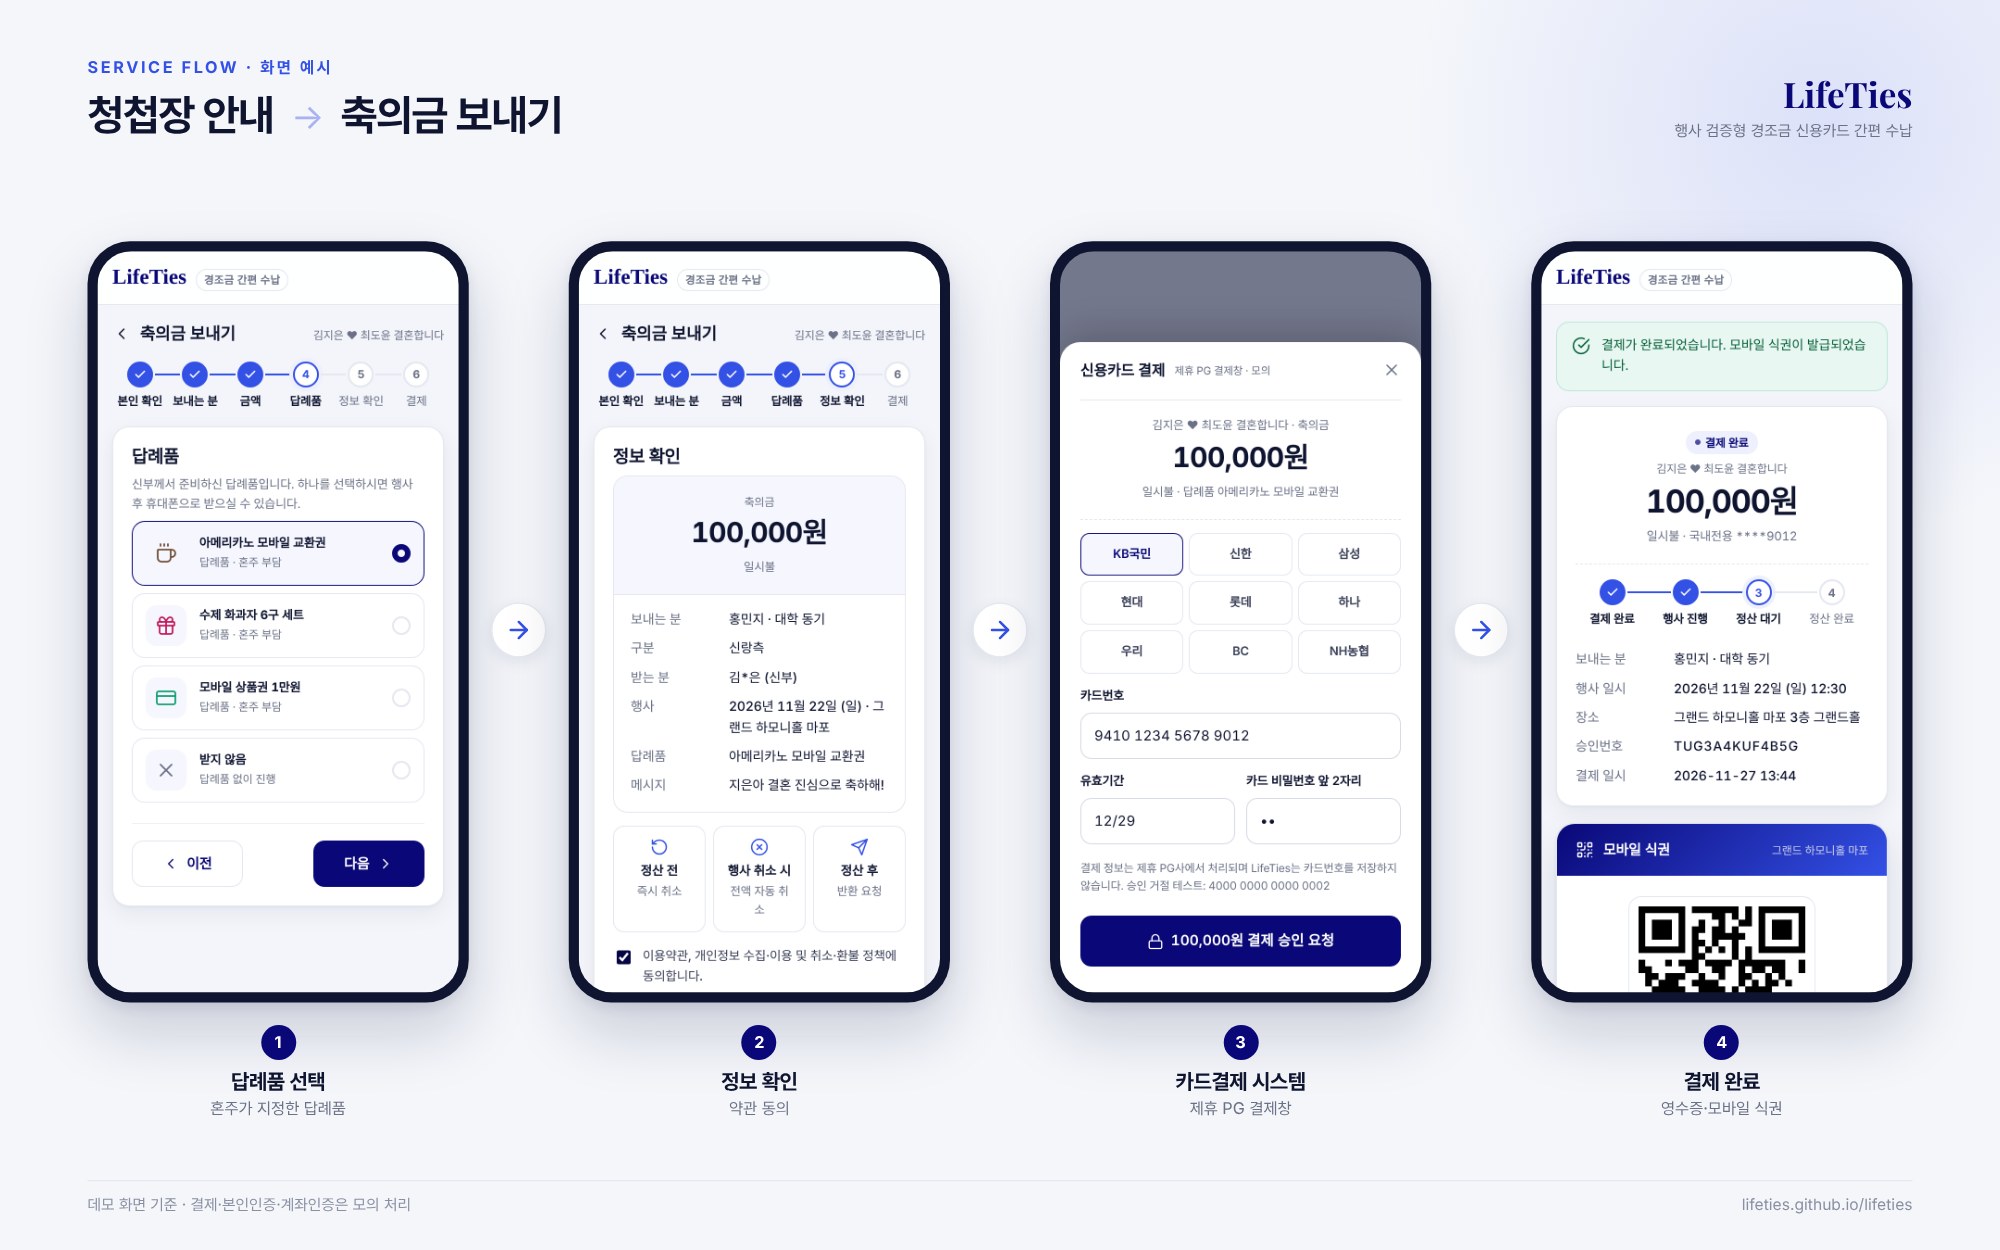 SERVICE FLOW · 화면 예시
청첩장 안내 → 축의금 보내기
LifeTies
행사 검증형 경조금 신용카드 간편 수납
LifeTies 경조금 간편 수납
축의금 보내기 김지은 ♥ 최도윤 결혼합니다
4 5 6
본인 확인 보내는 분 금액 답례품 정보 확인 결제
답례품
신부께서 준비하신 답례품입니다. 하나를 선택하시면 행사
후 휴대폰으로 받으실 수 있습니다.
아메리카노 모바일 교환권
답례품 · 혼주 부담
수제 화과자 6구 세트
답례품 · 혼주 부담
모바일 상품권 1만원
답례품 · 혼주 부담
받지 않음
답례품 없이 진행
이전 다음
1
답례품 선택
혼주가 지정한 답례품
LifeTies 경조금 간편 수납
축의금 보내기 김지은 ♥ 최도윤 결혼합니다
5 6
본인 확인 보내는 분 금액 답례품 정보 확인 결제
정보 확인
축의금
100,000원
일시불
보내는 분 홍민지 · 대학 동기
구분 신랑측
받는 분 김*은 (신부)
행사 2026년 11월 22일 (일) · 그
랜드 하모니홀 마포
답례품 아메리카노 모바일 교환권
메시지 지은아 결혼 진심으로 축하해!
정산 전 행사 취소 시 정산 후
즉시 취소 전액 자동 취 반환 요청
소
이용약관, 개인정보 수집·이용 및 취소·환불 정책에
동의합니다.
2
정보 확인
약관 동의
신용카드 결제 제휴 PG 결제창 · 모의
김지은 ♥ 최도윤 결혼합니다 · 축의금
100,000원
일시불 · 답례품 아메리카노 모바일 교환권
KB국민 신한 삼성
현대 롯데 하나
우리 BC NH농협
카드번호
9410 1234 5678 9012
유효기간 카드 비밀번호 앞 2자리
12/29 ••
결제 정보는 제휴 PG사에서 처리되며 LifeTies는 카드번호를 저장하지
않습니다. 승인 거절 테스트: 4000 0000 0000 0002
100,000원 결제 승인 요청
3
카드결제 시스템
제휴 PG 결제창
LifeTies 경조금 간편 수납
결제가 완료되었습니다. 모바일 식권이 발급되었습
니다.
결제 완료
김지은 ♥ 최도윤 결혼합니다
100,000원
일시불 · 국내전용 ****9012
3 4
결제 완료 행사 진행 정산 대기 정산 완료
보내는 분 홍민지 · 대학 동기
행사 일시 2026년 11월 22일 (일) 12:30
장소 그랜드 하모니홀 마포 3층 그랜드홀
승인번호 TUG3A4KUF4B5G
결제 일시 2026-11-27 13:44
모바일 식권 그랜드 하모니홀 마포
4
결제 완료
영수증·모바일 식권
데모 화면 기준 · 결제·본인인증·계좌인증은 모의 처리
lifeties.github.io/lifeties